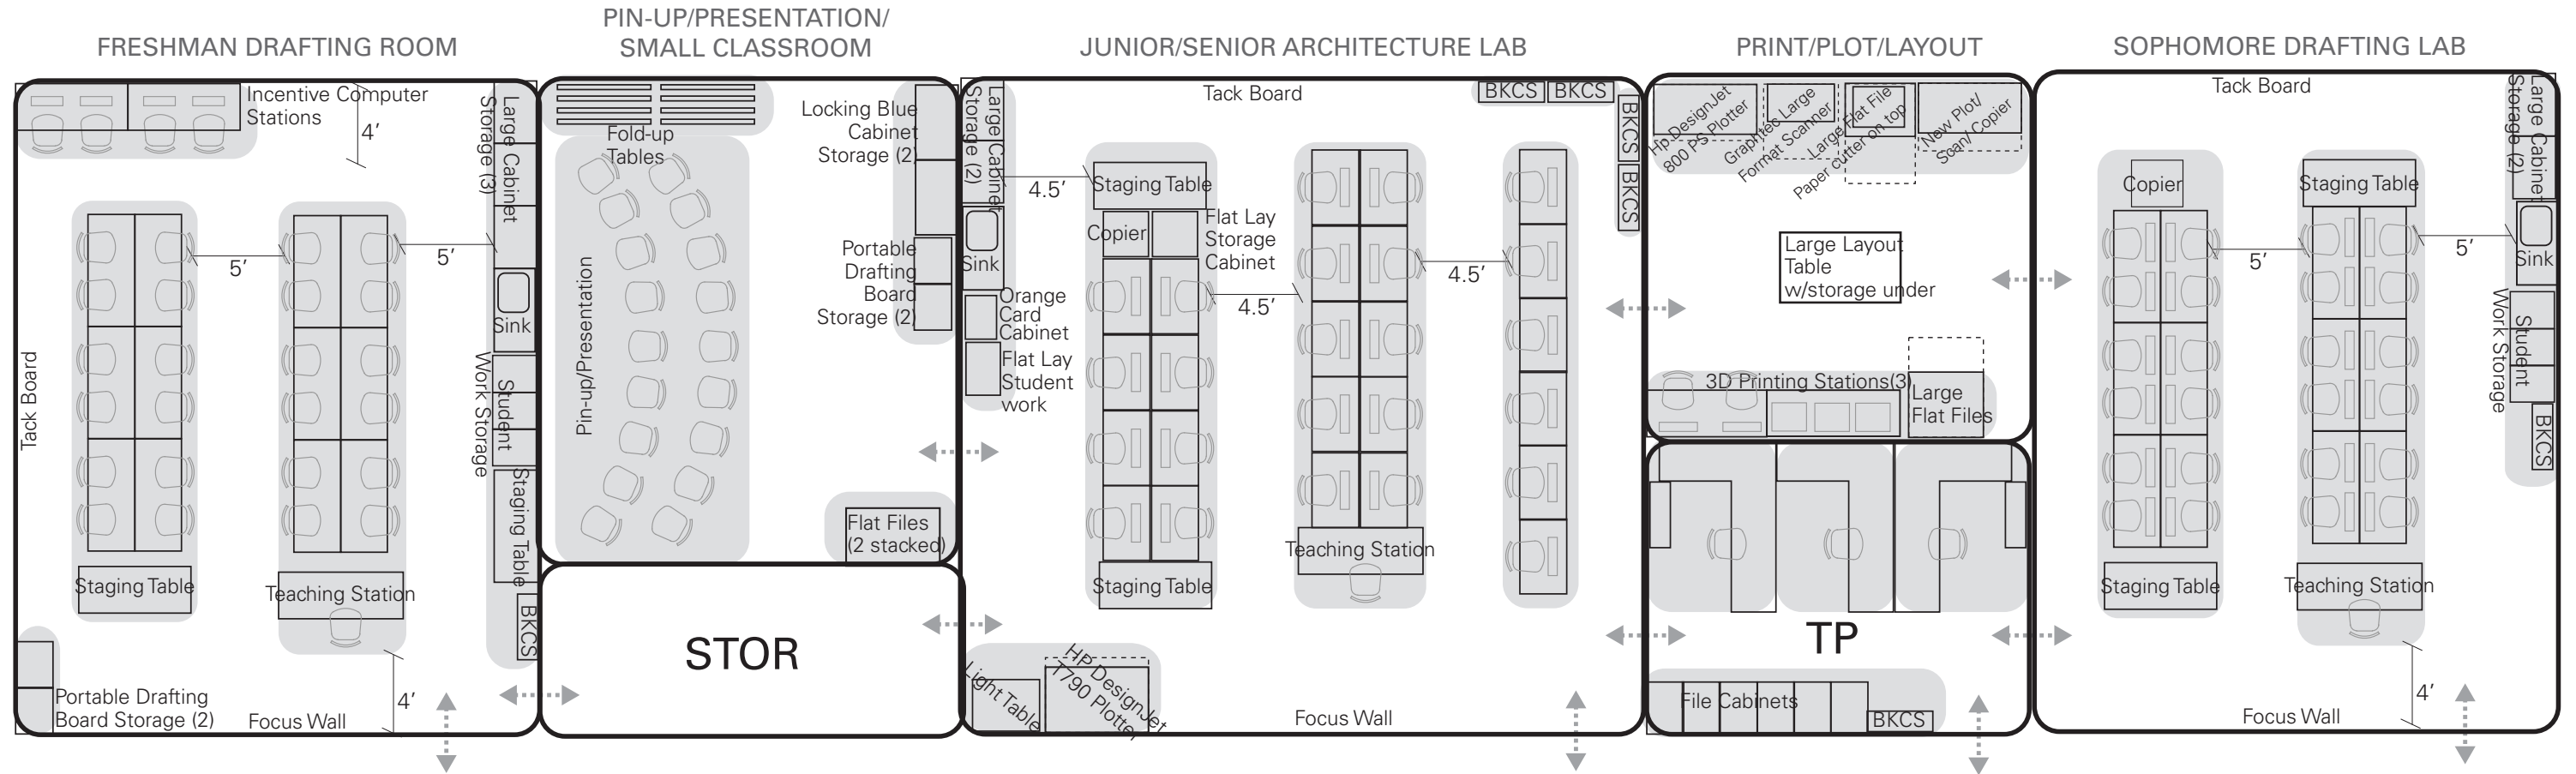 FRESHMAN DRAFTING ROOM
Incentive Computer
Stations
4’
Large Cabinet
Storage (3)
5’
5’
Sink
Student
Work Storage
Staging Table
BKCS
Tack Board
Staging Table
Teaching Station
4’
Portable Drafting
Board Storage (2)
Focus Wall
PIN-UP/PRESENTATION/
SMALL CLASSROOM
Fold-up
Tables
Locking Blue
Cabinet
Storage (2)
Portable
Drafting
Board
Storage (2)
Pin-up/Presentation
Flat Files
(2 stacked)
STOR
JUNIOR/SENIOR ARCHITECTURE LAB
Tack Board
BKCS
BKCS
BKCS
BKCS
Large Cabinet
Storage (2)
4.5’
Staging Table
Copier
Flat Lay
Storage
Cabinet
Sink
Orange
Card
Cabinet
Flat Lay
Student
work
4.5’
4.5’
Teaching Station
Staging Table
Light Table
HP DesignJet
T790 Plotter
Focus Wall
PRINT/PLOT/LAYOUT
Hp DesignJet
800 PS Plotter
Graphtec Large
Format Scanner
Large Flat File
Paper cutter on top
New Plot/
Scan/ Copier
Large Layout
Table
w/storage under
3D Printing Stations(3)
Large
Flat Files
TP
File Cabinets
BKCS
SOPHOMORE DRAFTING LAB
Tack Board
Large Cabinet
Storage (2)
Copier
Staging Table
5’
5’
Sink
Student
Work Storage
BKCS
Staging Table
Teaching Station
4’
Focus Wall